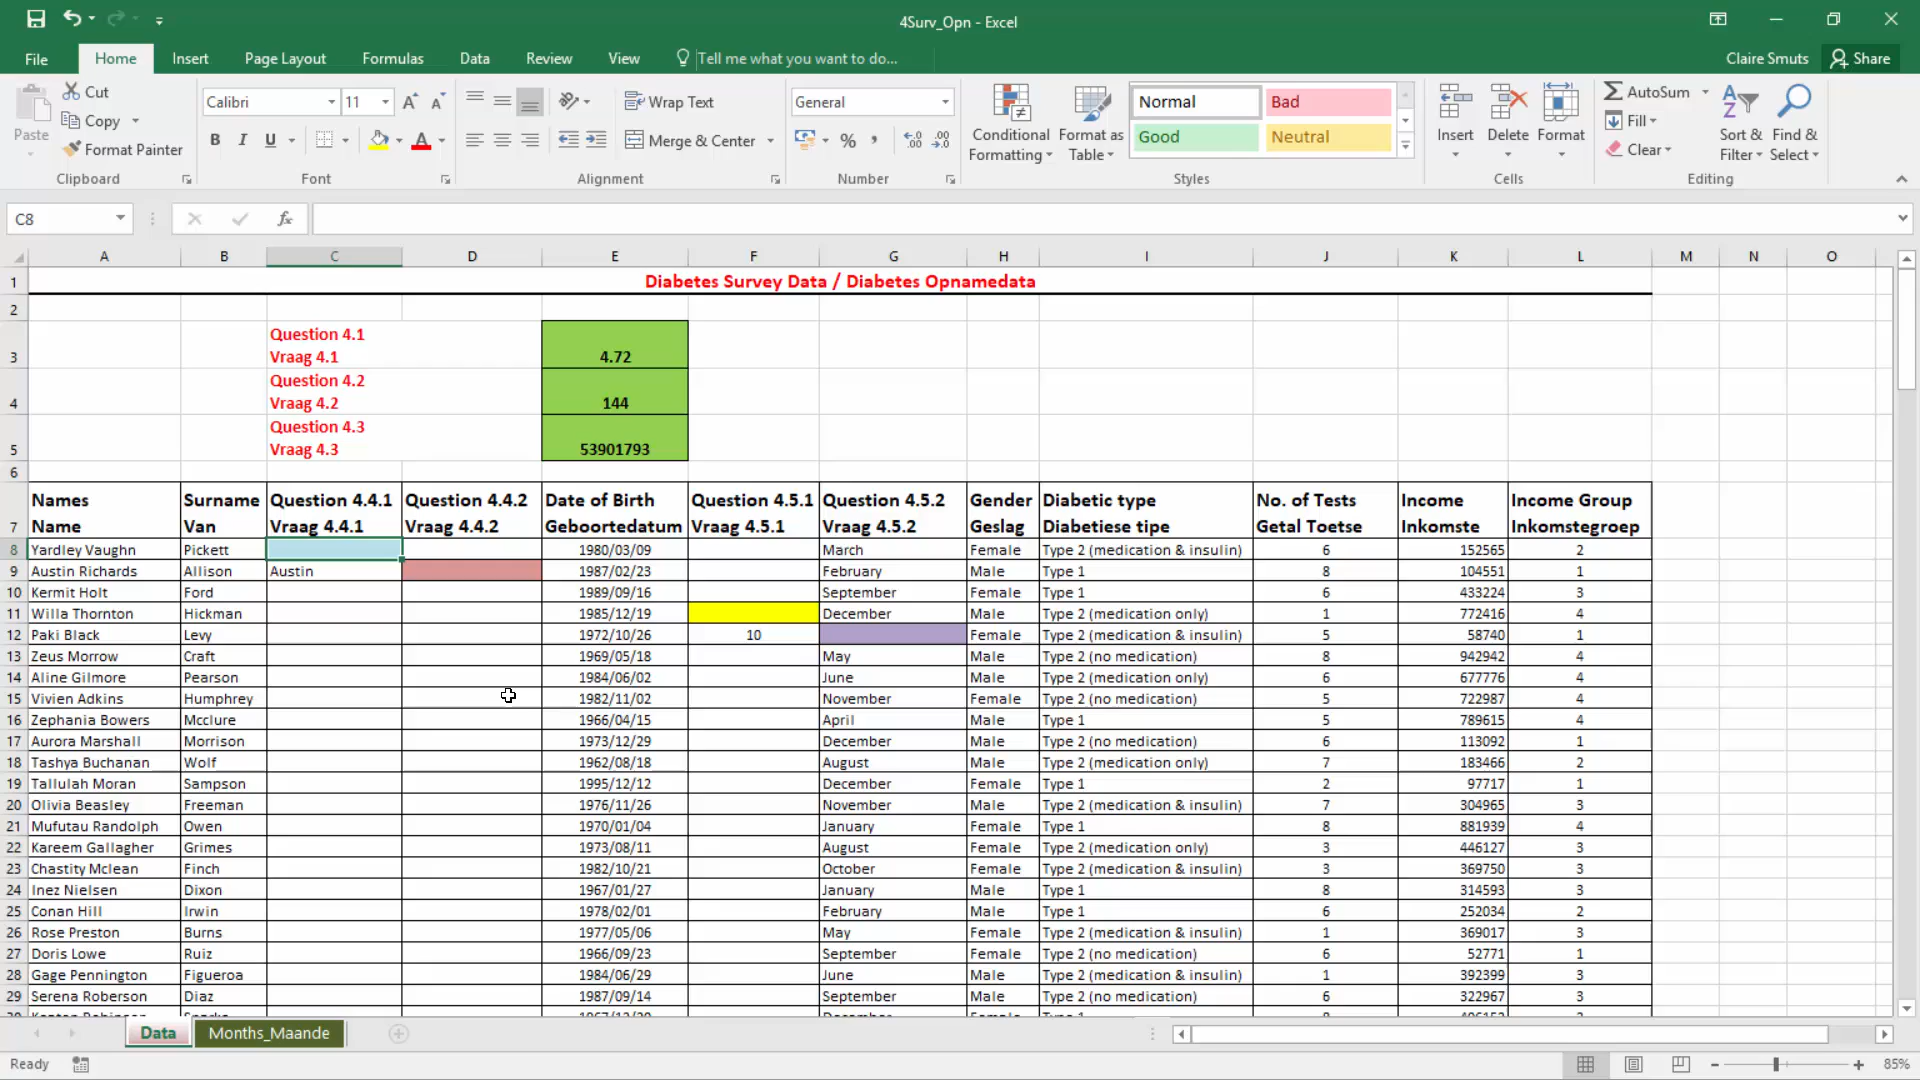 4Surv_Opn - Excel
File Home Insert Page Layout Formulas Data Review View Tell me what you want to do... Claire Smuts Share
Cut
Copy
Format Painter
Paste
Clipboard
Calibri 11
B I U
Font
Wrap Text
Merge & Center
Alignment
General
%
Number
Conditional Formatting
Format as Table
Normal Bad
Good Neutral
Styles
Insert Delete Format
Cells
AutoSum
Fill
Clear
Sort & Filter
Find & Select
Editing
C8 fx
A B C D E F G H I J K L M N O
1 Diabetes Survey Data / Diabetes Opnamedata
2
Question 4.1
3 Vraag 4.1 4.72
Question 4.2
4 Vraag 4.2 144
Question 4.3
5 Vraag 4.3 53901793
6
Names Surname Question 4.4.1 Question 4.4.2 Date of Birth Question 4.5.1 Question 4.5.2 Gender Diabetic type No. of Tests Income Income Group
7 Name Van Vraag 4.4.1 Vraag 4.4.2 Geboortedatum Vraag 4.5.1 Vraag 4.5.2 Geslag Diabetiese tipe Getal Toetse Inkomste Inkomstegroep
8 Yardley Vaughn Pickett 1980/03/09 March Female Type 2 (medication & insulin) 6 152565 2
9 Austin Richards Allison Austin 1987/02/23 February Male Type 1 8 104551 1
10 Kermit Holt Ford 1989/09/16 September Female Type 1 6 433224 3
11 Willa Thornton Hickman 1985/12/19 December Male Type 2 (medication only) 1 772416 4
12 Paki Black Levy 1972/10/26 10 Female Type 2 (medication & insulin) 5 58740 1
13 Zeus Morrow Craft 1969/05/18 May Male Type 2 (no medication) 8 942942 4
14 Aline Gilmore Pearson 1984/06/02 June Male Type 2 (medication only) 6 677776 4
15 Vivien Adkins Humphrey 1982/11/02 November Female Type 2 (no medication) 5 722987 4
16 Zephania Bowers Mcclure 1966/04/15 April Male Type 1 5 789615 4
17 Aurora Marshall Morrison 1973/12/29 December Male Type 2 (no medication) 6 113092 1
18 Tashya Buchanan Wolf 1962/08/18 August Male Type 2 (medication only) 7 183466 2
19 Tallulah Moran Sampson 1995/12/12 December Female Type 1 2 97717 1
20 Olivia Beasley Freeman 1976/11/26 November Male Type 2 (medication & insulin) 7 304965 3
21 Mufutau Randolph Owen 1970/01/04 January Female Type 1 8 881939 4
22 Kareem Gallagher Grimes 1973/08/11 August Female Type 2 (medication only) 3 446127 3
23 Chastity Mclean Finch 1982/10/21 October Female Type 2 (medication & insulin) 3 369750 3
24 Inez Nielsen Dixon 1967/01/27 January Male Type 1 8 314593 3
25 Conan Hill Irwin 1978/02/01 February Male Type 1 6 252034 2
26 Rose Preston Burns 1977/05/06 May Female Type 2 (medication & insulin) 1 369017 3
27 Doris Lowe Ruiz 1966/09/23 September Female Type 2 (no medication) 6 52771 1
28 Gage Pennington Figueroa 1984/06/29 June Male Type 2 (medication & insulin) 1 392399 3
29 Serena Roberson Diaz 1987/09/14 September Male Type 2 (no medication) 6 322967 3
Data Months_Maande
Ready 85%